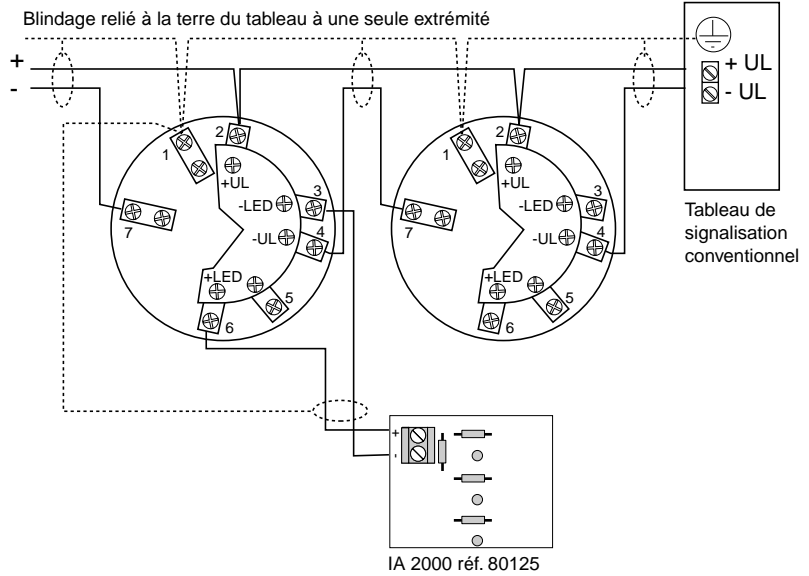 Blindage relié à la terre du tableau à une seule extrémité
+
-
+ UL
- UL
Tableau de
signalisation
conventionnel
1
2
+UL
3
-LED
4
-UL
5
+LED
6
7
1
2
+UL
3
-LED
4
-UL
5
+LED
6
7
+
-
IA 2000 réf. 80125